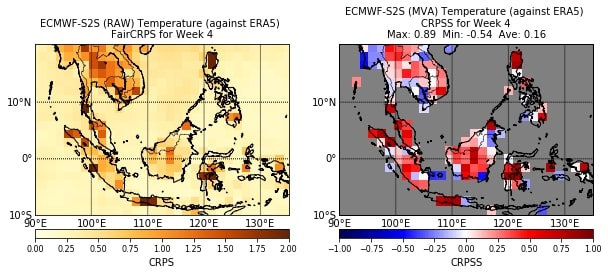 ECMWF-S2S (RAW) Temperature (against ERA5)
FairCRPS for Week 4
10°N
0°
10°S
90°E 100°E 110°E 120°E 130°E
0.00 0.25 0.50 0.75 1.00 1.25 1.50 1.75 2.00
CRPS
ECMWF-S2S (MVA) Temperature (against ERA5)
CRPSS for Week 4
Max: 0.89 Min: -0.54 Ave: 0.16
10°N
0°
10°S
90°E 100°E 110°E 120°E 130°E
−1.00 −0.75 −0.50 −0.25 0.00 0.25 0.50 0.75 1.00
CRPSS